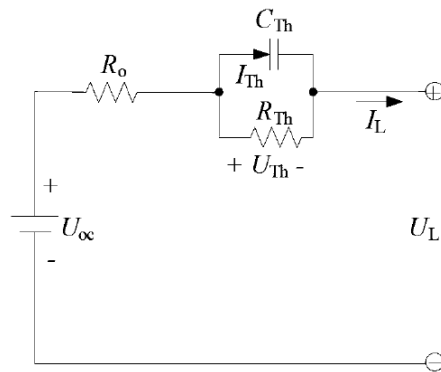 C_Th
R_o
I_Th
R_Th
+ U_Th -
I_L
+
U_oc
-
U_L
+
-